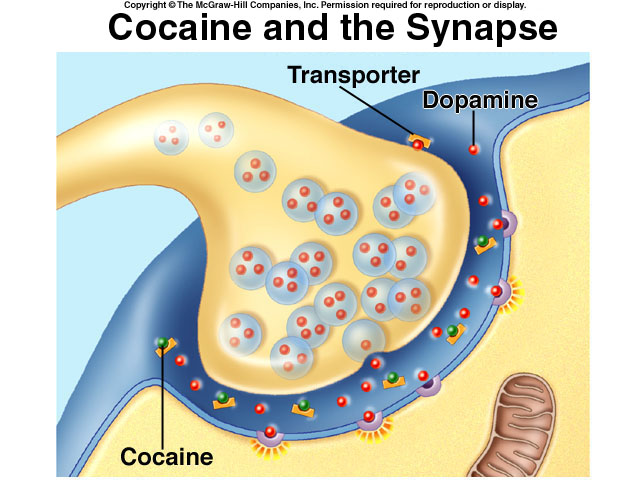 Copyright © The McGraw-Hill Companies, Inc. Permission required for reproduction or display.
Cocaine and the Synapse
Transporter
Dopamine
Cocaine